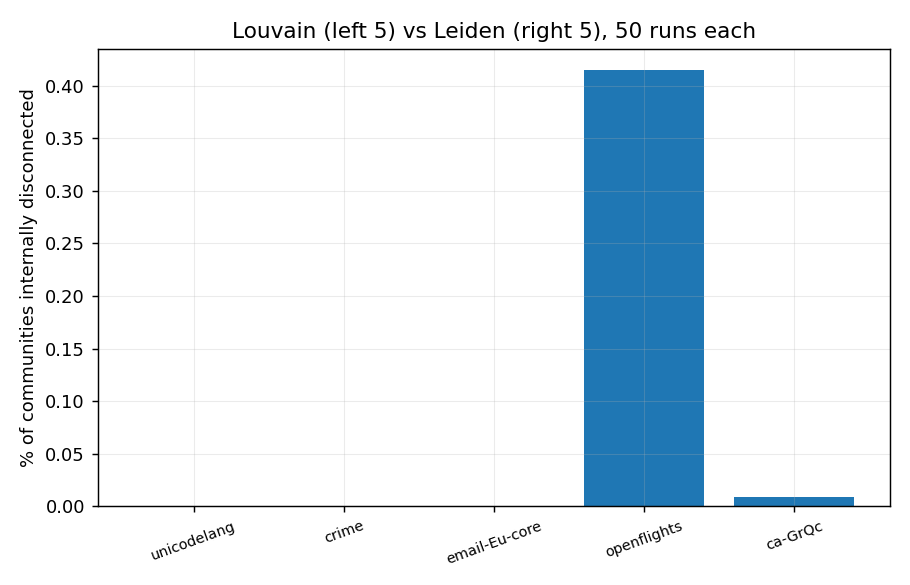 Louvain (left 5) vs Leiden (right 5), 50 runs each
% of communities internally disconnected
0.40
0.35
0.30
0.25
0.20
0.15
0.10
0.05
0.00
unicodelang
crime
email-Eu-core
openflights
ca-GrQc